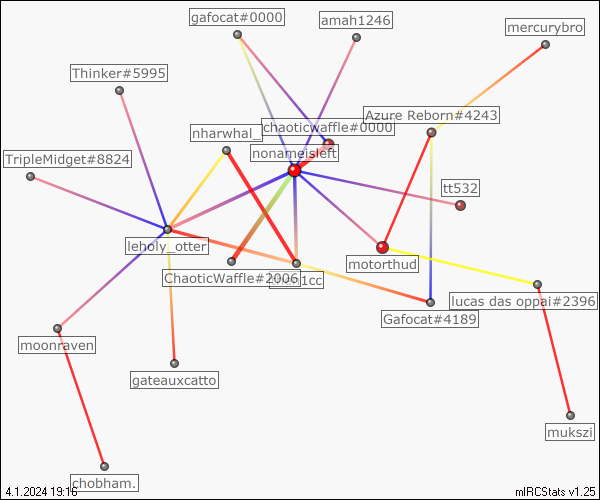 gafocat#0000
amah1246
mercurybro
Thinker#5995
Azure Reborn#4243
chaoticwaffle#0000
nharwhal_
nonameisleft
TripleMidget#8824
tt532
leholy_otter
motorthud
ChaoticWaffle#2006
lucas das oppai#2396
Gafocat#4189
moonraven
gateauxcatto
mukszi
chobham.
4.1.2024 19:16
mIRCStats v1.25